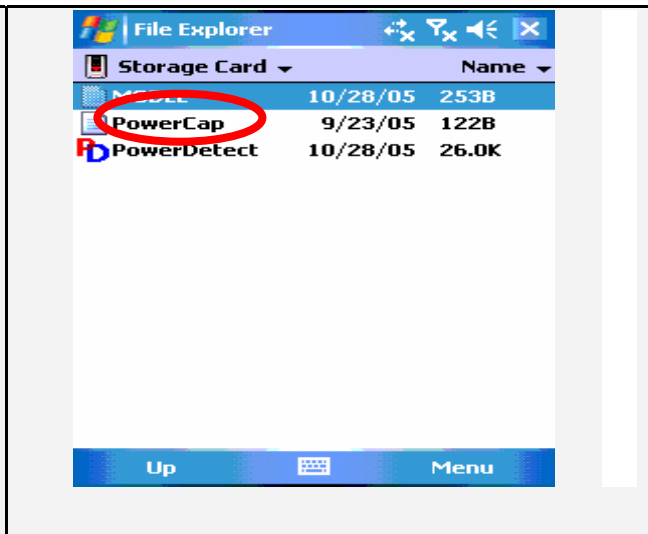 File Explorer
Storage Card Name
MODEL 10/28/05 253B
PowerCap 9/23/05 122B
PowerDetect 10/28/05 26.0K
Up Menu